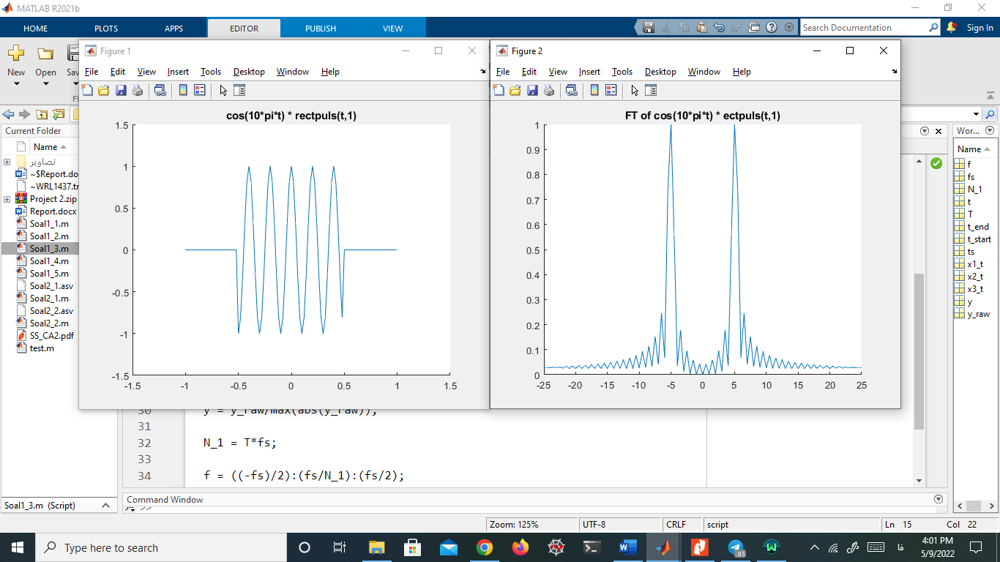 MATLAB R2021b
HOME PLOTS APPS EDITOR PUBLISH VIEW Search Documentation Sign In
New Open
Figure 1
File Edit View Insert Tools Desktop Window Help
cos(10*pi*t) * rectpuls(t,1)
1.5
1
0.5
0
-0.5
-1
-1.5
-1.5 -1 -0.5 0 0.5 1 1.5
Figure 2
File Edit View Insert Tools Desktop Window Help
FT of cos(10*pi*t) * ectpuls(t,1)
1
0.9
0.8
0.7
0.6
0.5
0.4
0.3
0.2
0.1
0
-25 -20 -15 -10 -5 0 5 10 15 20 25
Current Folder
Name
تصاویر
~$Report.do
~WRL1437.tr
Project 2.zip
Report.docx
Soal1_1.m
Soal1_2.m
Soal1_3.m
Soal1_4.m
Soal1_5.m
Soal2_1.asv
Soal2_1.m
Soal2_2.asv
Soal2_2.m
SS_CA2.pdf
test.m
Soal1_3.m (Script)
30 y = y_raw/max(abs(y_raw));
31
32 N_1 = T*fs;
33
34 f = ((-fs)/2):(fs/N_1):(fs/2);
Command Window
Wor...
Name
f
fs
N_1
t
T
t_end
t_start
ts
x1_t
x2_t
x3_t
y
y_raw
Zoom: 125% UTF-8 CRLF script Ln 15 Col 22
Type here to search
85
فا
4:01 PM
5/9/2022